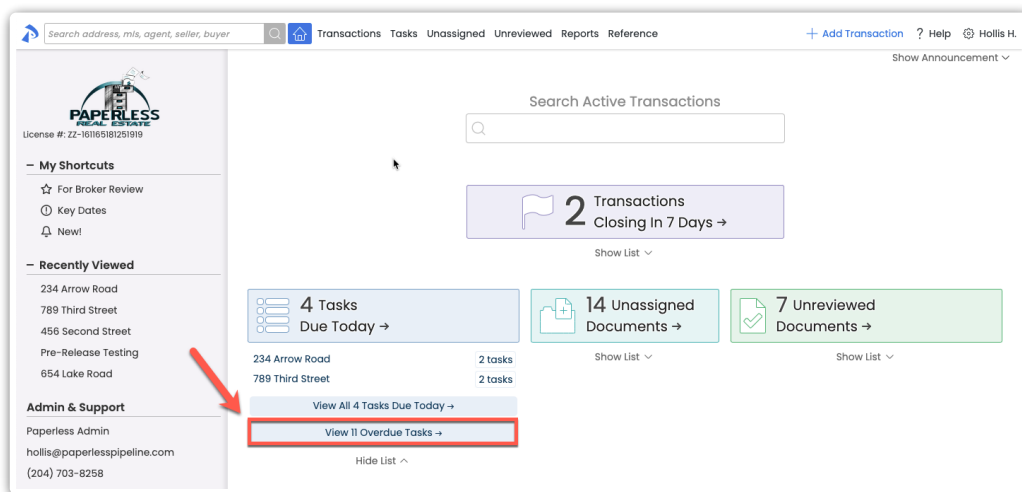 Search address, mls, agent, seller, buyer
Transactions Tasks Unassigned Unreviewed Reports Reference
+ Add Transaction ? Help Hollis H.
Show Announcement
PAPERLESS
REAL ESTATE
License #: ZZ-161165181251919
– My Shortcuts
For Broker Review
Key Dates
New!
– Recently Viewed
234 Arrow Road
789 Third Street
456 Second Street
Pre-Release Testing
654 Lake Road
Admin & Support
Paperless Admin
hollis@paperlesspipeline.com
(204) 703-8258
Search Active Transactions
2 Transactions
Closing In 7 Days →
Show List
4 Tasks
Due Today →
234 Arrow Road 2 tasks
789 Third Street 2 tasks
View All 4 Tasks Due Today →
View 11 Overdue Tasks →
Hide List
14 Unassigned
Documents →
Show List
7 Unreviewed
Documents →
Show List